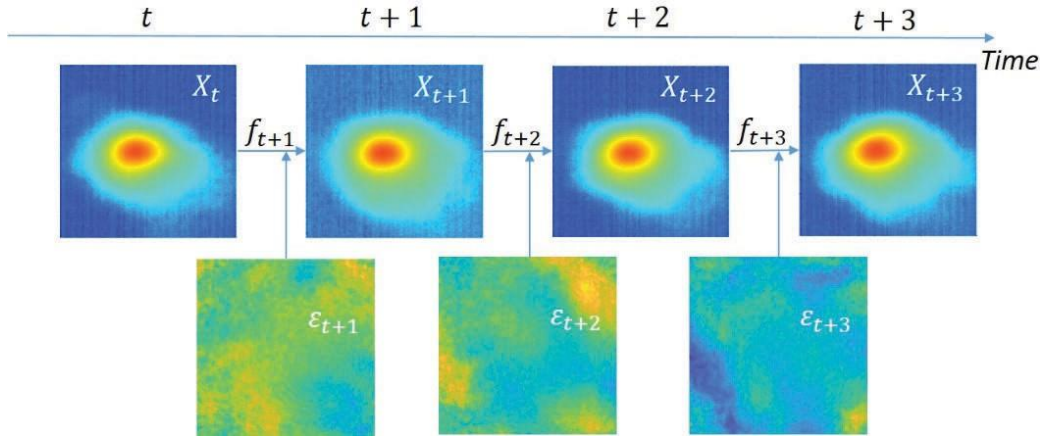 t t + 1 t + 2 t + 3
Time
X_t X_{t+1} X_{t+2} X_{t+3}
f_{t+1} f_{t+2} f_{t+3}
ε_{t+1} ε_{t+2} ε_{t+3}